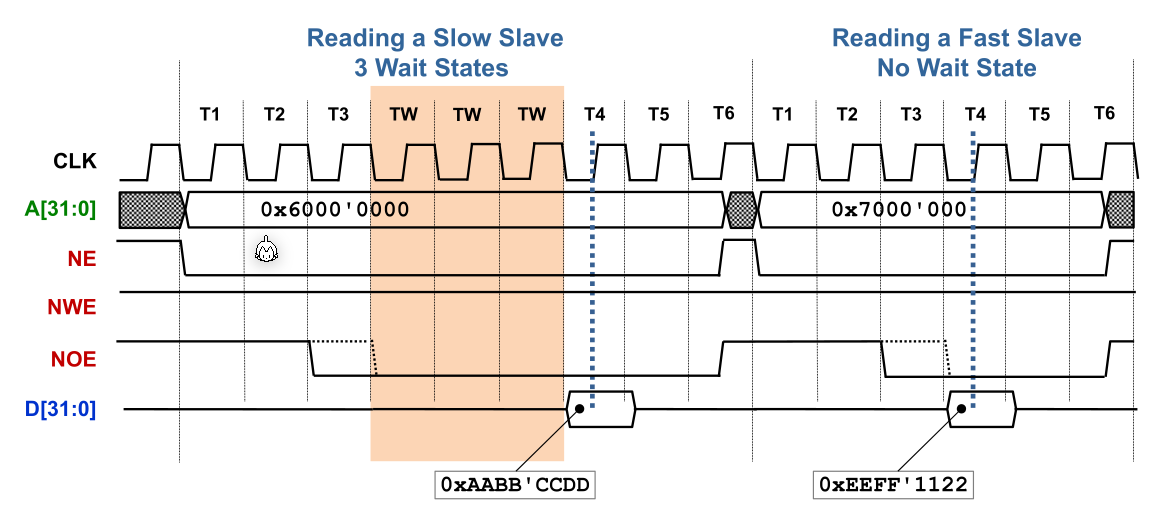 Reading a Slow Slave
3 Wait States
Reading a Fast Slave
No Wait State
T1 T2 T3 TW TW TW T4 T5 T6 T1 T2 T3 T4 T5 T6
CLK
A[31:0] 0x6000'0000 0x7000'000
NE
NWE
NOE
D[31:0]
0xAABB'CCDD 0xEEFF'1122